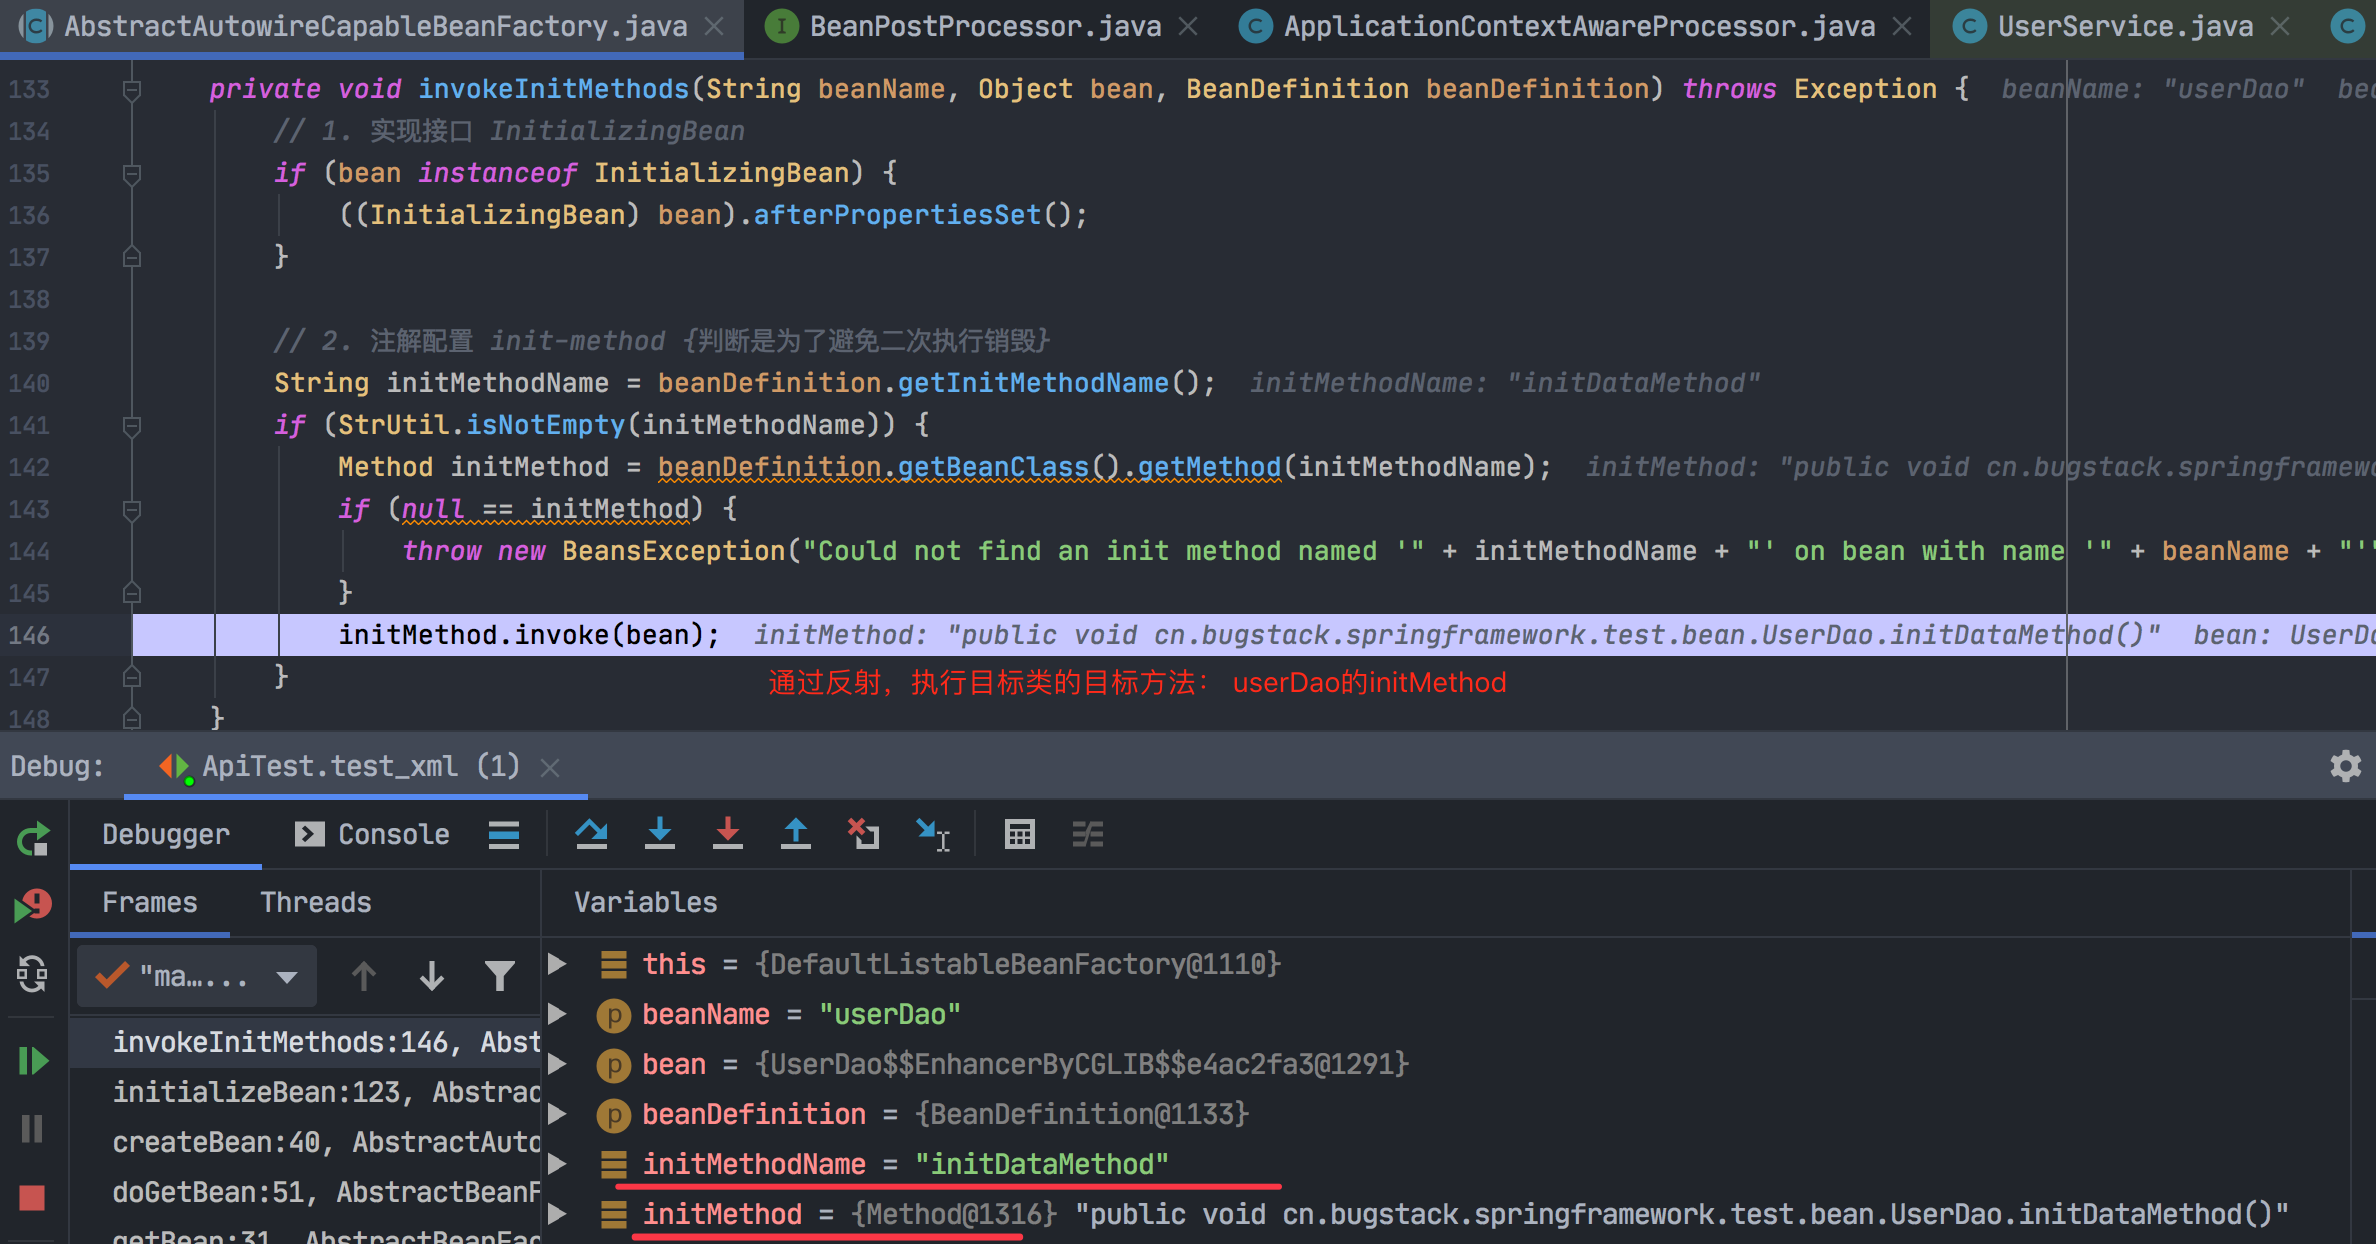 AbstractAutowireCapableBeanFactory.java BeanPostProcessor.java ApplicationContextAwareProcessor.java UserService.java
133 private void invokeInitMethods(String beanName, Object bean, BeanDefinition beanDefinition) throws Exception { beanName: "userDao"
134 // 1. 实现接口 InitializingBean
135 if (bean instanceof InitializingBean) {
136 ((InitializingBean) bean).afterPropertiesSet();
137 }
138
139 // 2. 注解配置 init-method {判断是为了避免二次执行销毁}
140 String initMethodName = beanDefinition.getInitMethodName(); initMethodName: "initDataMethod"
141 if (StrUtil.isNotEmpty(initMethodName)) {
142 Method initMethod = beanDefinition.getBeanClass().getMethod(initMethodName); initMethod: "public void cn.bugstack.springframewo
143 if (null == initMethod) {
144 throw new BeansException("Could not find an init method named '" + initMethodName + "' on bean with name '" + beanName + "'"
145 }
146 initMethod.invoke(bean); initMethod: "public void cn.bugstack.springframework.test.bean.UserDao.initDataMethod()" bean: UserDa
147 }
通过反射，执行目标类的目标方法： userDao的initMethod
148 }
Debug: ApiTest.test_xml (1)
Debugger Console
Frames Threads Variables
"ma…...
invokeInitMethods:146, Abst
initializeBean:123, Abstrac
createBean:40, AbstractAuto
doGetBean:51, AbstractBeanF
getBean:31, AbstractBeanFac
this = {DefaultListableBeanFactory@1110}
beanName = "userDao"
bean = {UserDao$$EnhancerByCGLIB$$e4ac2fa3@1291}
beanDefinition = {BeanDefinition@1133}
initMethodName = "initDataMethod"
initMethod = {Method@1316} "public void cn.bugstack.springframework.test.bean.UserDao.initDataMethod()"